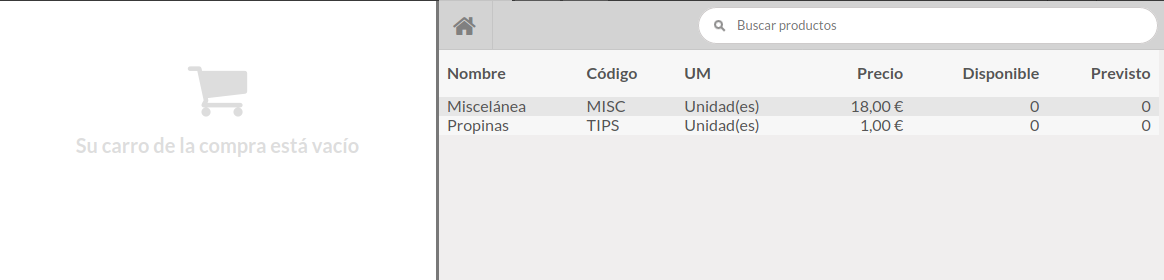 Su carro de la compra está vacío
Buscar productos
Nombre Código UM Precio Disponible Previsto
Miscelánea MISC Unidad(es) 18,00 € 0 0
Propinas TIPS Unidad(es) 1,00 € 0 0